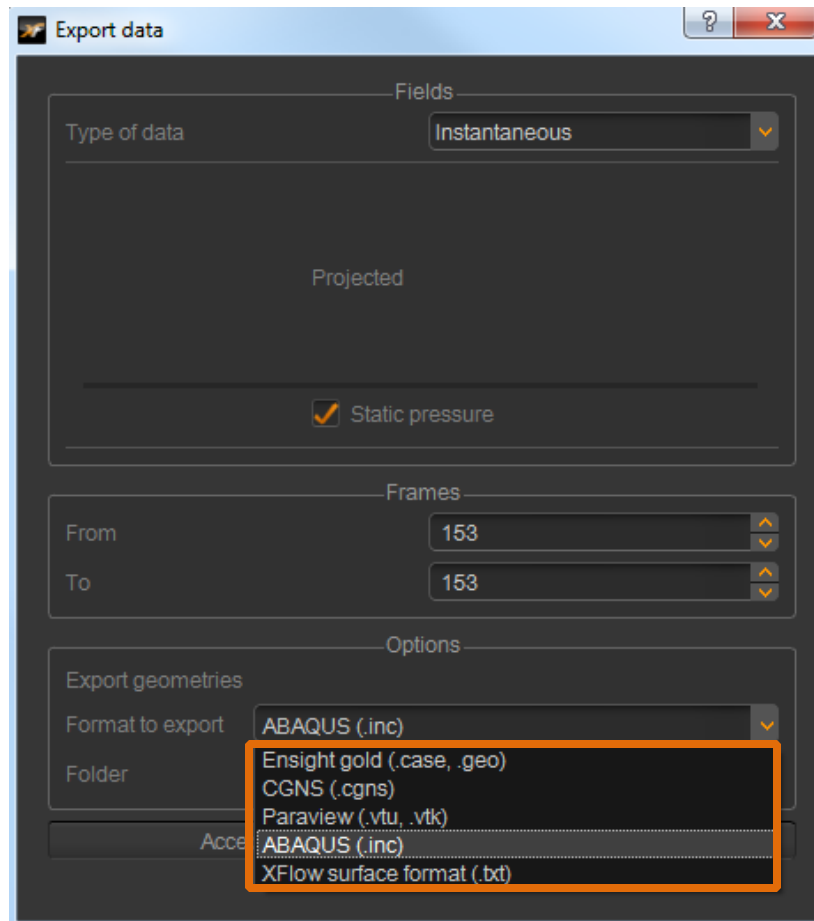 Export data
Fields
Type of data Instantaneous
Projected
Static pressure
Frames
From 153
To 153
Options
Export geometries
Format to export ABAQUS (.inc)
Ensight gold (.case, .geo)
Folder
CGNS (.cgns)
Paraview (.vtu, .vtk)
ABAQUS (.inc)
XFlow surface format (.txt)